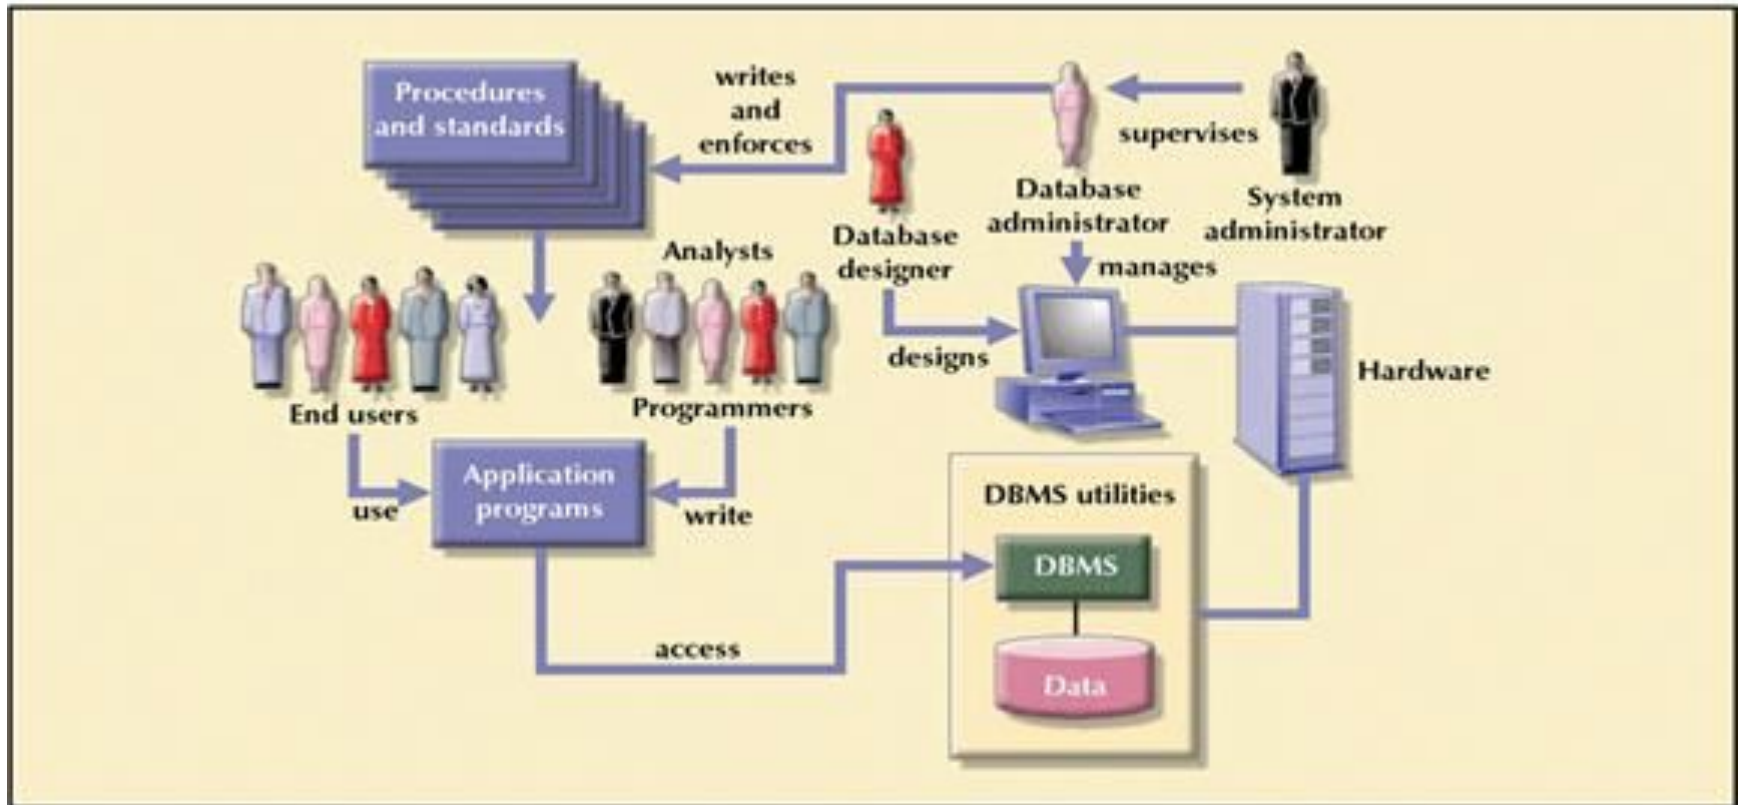 Procedures
and standards
writes
and
enforces
supervises
Database
administrator
System
administrator
Database
designer
manages
designs
Hardware
Analysts
Programmers
End users
use
Application
programs
write
access
DBMS utilities
DBMS
Data